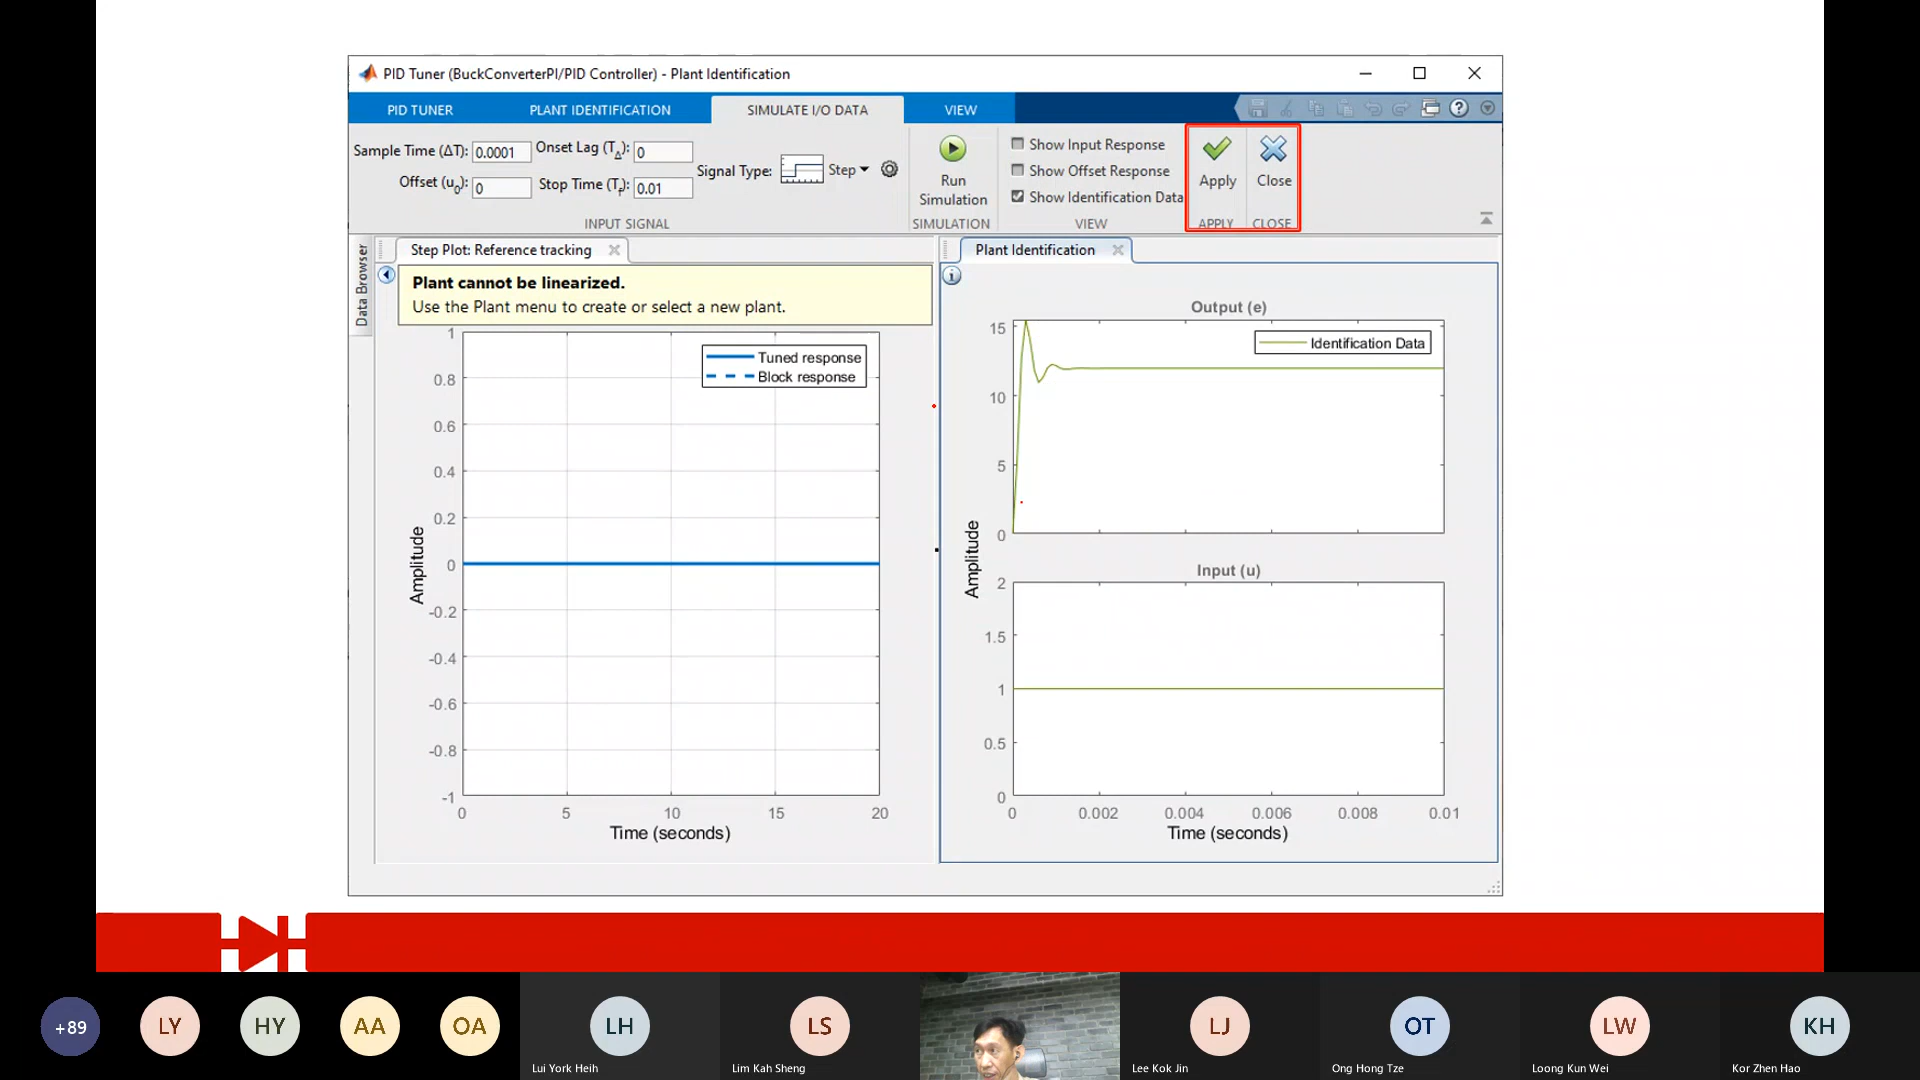 PID Tuner (BuckConverterPI/PID Controller) - Plant Identification
PID TUNER PLANT IDENTIFICATION SIMULATE I/O DATA VIEW
Sample Time (ΔT): 0.0001 Onset Lag (TΔ): 0
Offset (u0): 0 Stop Time (Tf): 0.01
Signal Type: Step
INPUT SIGNAL
Run
Simulation
SIMULATION
Show Input Response
Show Offset Response
Show Identification Data
VIEW
Apply Close
APPLY CLOSE
Data Browser
Step Plot: Reference tracking
Plant cannot be linearized.
Use the Plant menu to create or select a new plant.
Tuned response
Block response
1
0.8
0.6
0.4
0.2
0
-0.2
-0.4
-0.6
-0.8
-1
Amplitude
0 5 10 15 20
Time (seconds)
Plant Identification
Output (e)
Identification Data
15
10
5
0
Amplitude
Input (u)
2
1.5
1
0.5
0
0 0.002 0.004 0.006 0.008 0.01
Time (seconds)
+89 LY HY AA OA LH LS LJ OT LW KH
Lui York Heih Lim Kah Sheng Lee Kok Jin Ong Hong Tze Loong Kun Wei Kor Zhen Hao